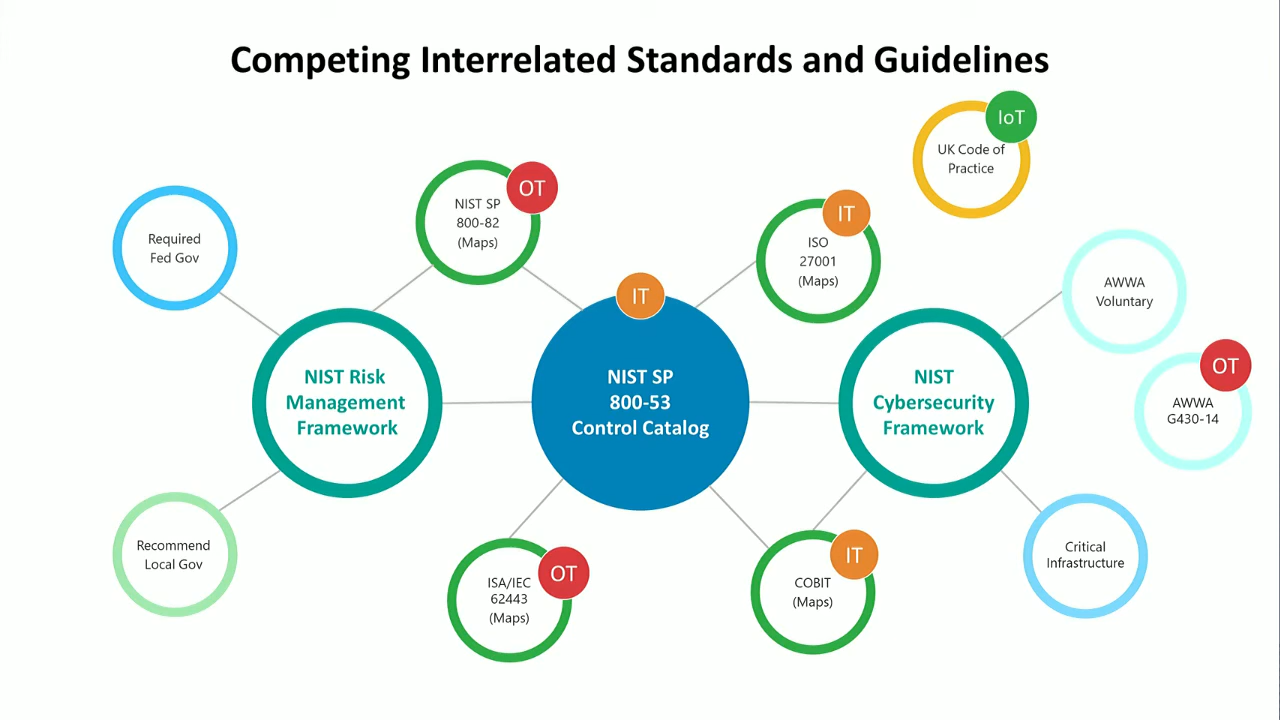 Competing Interrelated Standards and Guidelines
IoT
UK Code of
Practice
OT
NIST SP
800-82
(Maps)
IT
ISO
27001
(Maps)
Required
Fed Gov
AWWA
Voluntary
IT
NIST Risk
Management
Framework
NIST SP
800-53
Control Catalog
NIST
Cybersecurity
Framework
OT
AWWA
G430-14
Recommend
Local Gov
OT
ISA/IEC
62443
(Maps)
IT
COBIT
(Maps)
Critical
Infrastructure